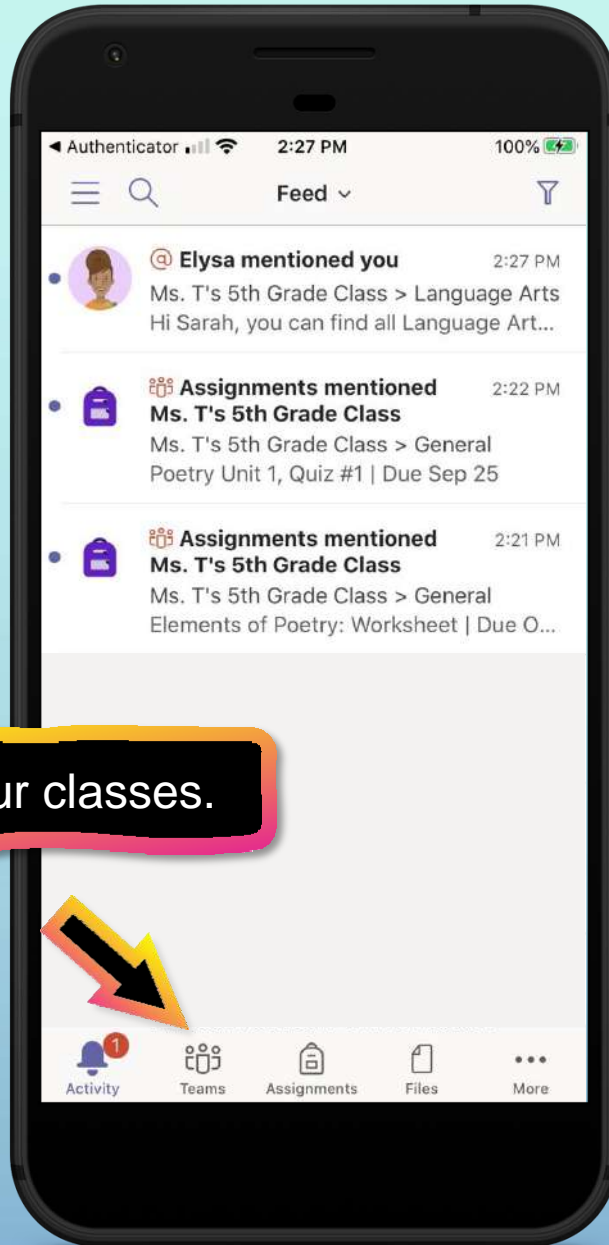 ◄ Authenticator 2:27 PM 100%
Feed
@ Elysa mentioned you 2:27 PM
Ms. T's 5th Grade Class > Language Arts
Hi Sarah, you can find all Language Art...
Assignments mentioned 2:22 PM
Ms. T's 5th Grade Class
Ms. T's 5th Grade Class > General
Poetry Unit 1, Quiz #1 | Due Sep 25
Assignments mentioned 2:21 PM
Ms. T's 5th Grade Class
Ms. T's 5th Grade Class > General
Elements of Poetry: Worksheet | Due O...
ur classes.
1
Activity Teams Assignments Files More